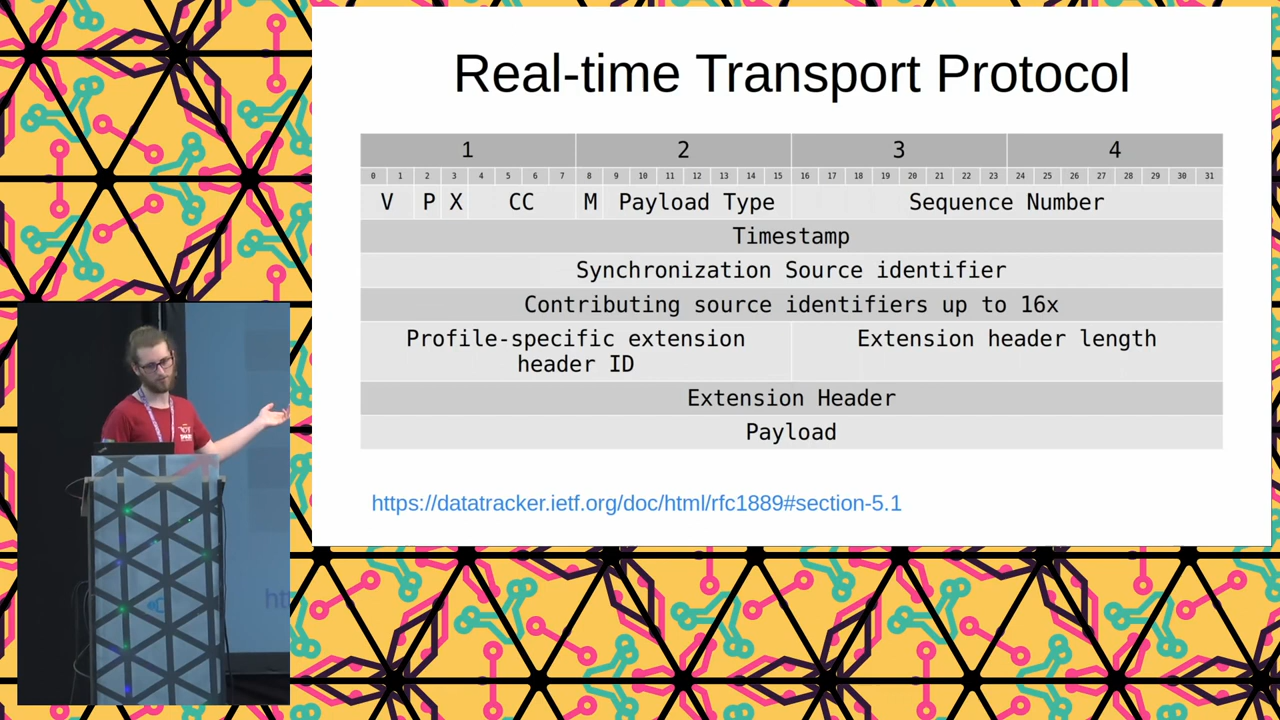 Real-time Transport Protocol
1 2 3 4
0 1 2 3 4 5 6 7 8 9 10 11 12 13 14 15 16 17 18 19 20 21 22 23 24 25 26 27 28 29 30 31
V P X CC M Payload Type Sequence Number
Timestamp
Synchronization Source identifier
Contributing source identifiers up to 16x
Profile-specific extension Extension header length
header ID
Extension Header
Payload
https://datatracker.ietf.org/doc/html/rfc1889#section-5.1
ht